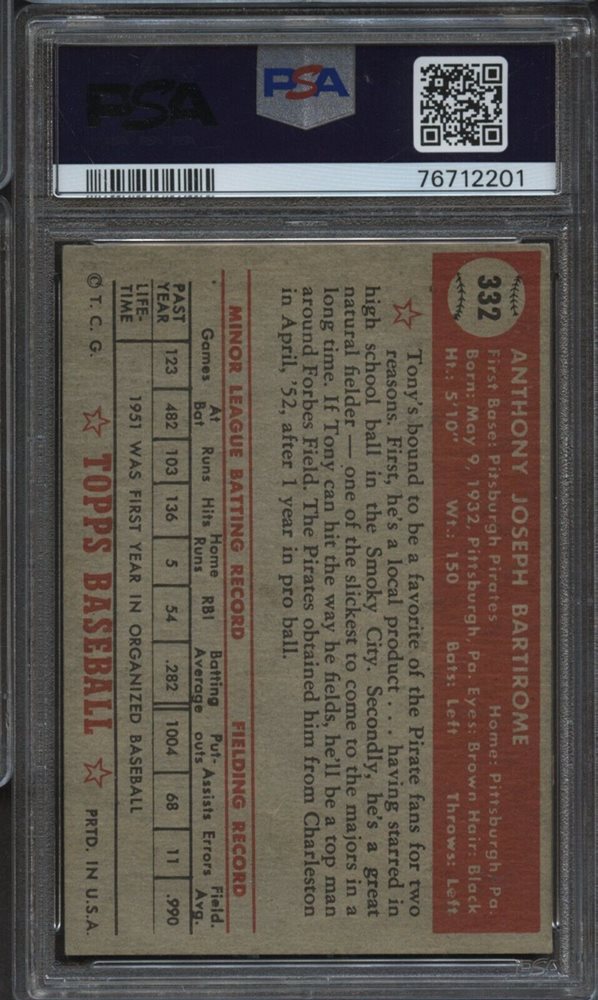 PSA
PSA
76712201
332
ANTHONY JOSEPH BARTIROME
First Base: Pittsburgh Pirates Home: Pittsburgh, Pa.
Born: May 9, 1932, Pittsburgh, Pa. Eyes: Brown Hair: Black
Ht.: 5'10" Wt.: 150 Bats: Left Throws: Left
Tony's bound to be a favorite of the Pirate fans for two
reasons. First, he's a local product . . . having starred in
high school ball in the Smoky City. Secondly, he's a great
natural fielder — one of the slickest to come to the majors in a
long time. If Tony can hit the way he fields, he'll be a top man
around Forbes Field. The Pirates obtained him from Charleston
in April, '52, after 1 year in pro ball.
MINOR LEAGUE BATTING RECORD FIELDING RECORD
Games At Bat Runs Hits Home Runs RBI Batting Average Put-outs Assists Errors Field. Avg.
PAST YEAR 123 482 103 136 5 54 .282 1004 68 11 .990
LIFE-TIME 1951 WAS FIRST YEAR IN ORGANIZED BASEBALL
© T. C. G. TOPPS BASEBALL PRTD. IN U.S.A.
PSA